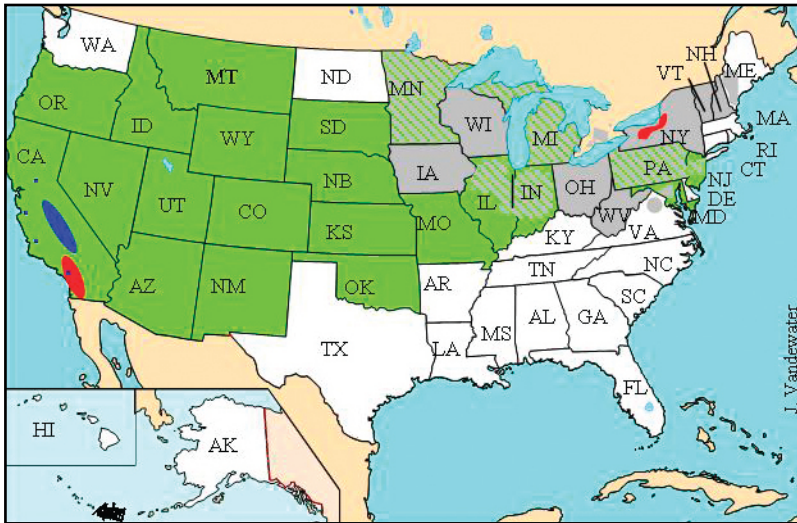 WA
MT
ND
MN
NH
VT
ME
OR
ID
WY
SD
WI
MI
NY
MA
RI
CT
CA
NV
UT
CO
NB
IA
IL
IN
OH
PA
NJ
DE
MD
KS
MO
WV
VA
KY
AZ
NM
OK
AR
TN
NC
SC
TX
LA
MS
AL
GA
FL
HI
AK
J. Vandewater